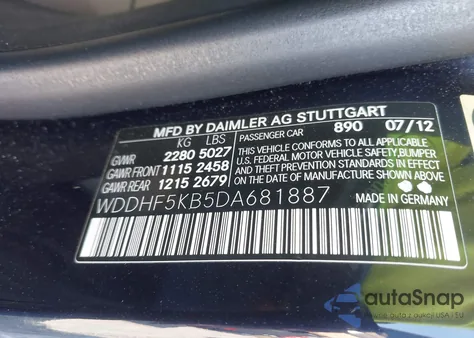 MFD BY DAIMLER AG STUTTGART
KG LBS PASSENGER CAR 890 07/12
GVWR 2280 5027
GAWR FRONT 1115 2458
GAWR REAR 1215 2679
THIS VEHICLE CONFORMS TO ALL APPLICABLE
U.S. FEDERAL MOTOR VEHICLE SAFETY, BUMPER,
AND THEFT PREVENTION STANDARDS IN EFFECT
ON THE DATE OF MANUFACTURE SHOWN ABOVE.
WDDHF5KB5DA681887
MADE IN GERMANY
autaSnap